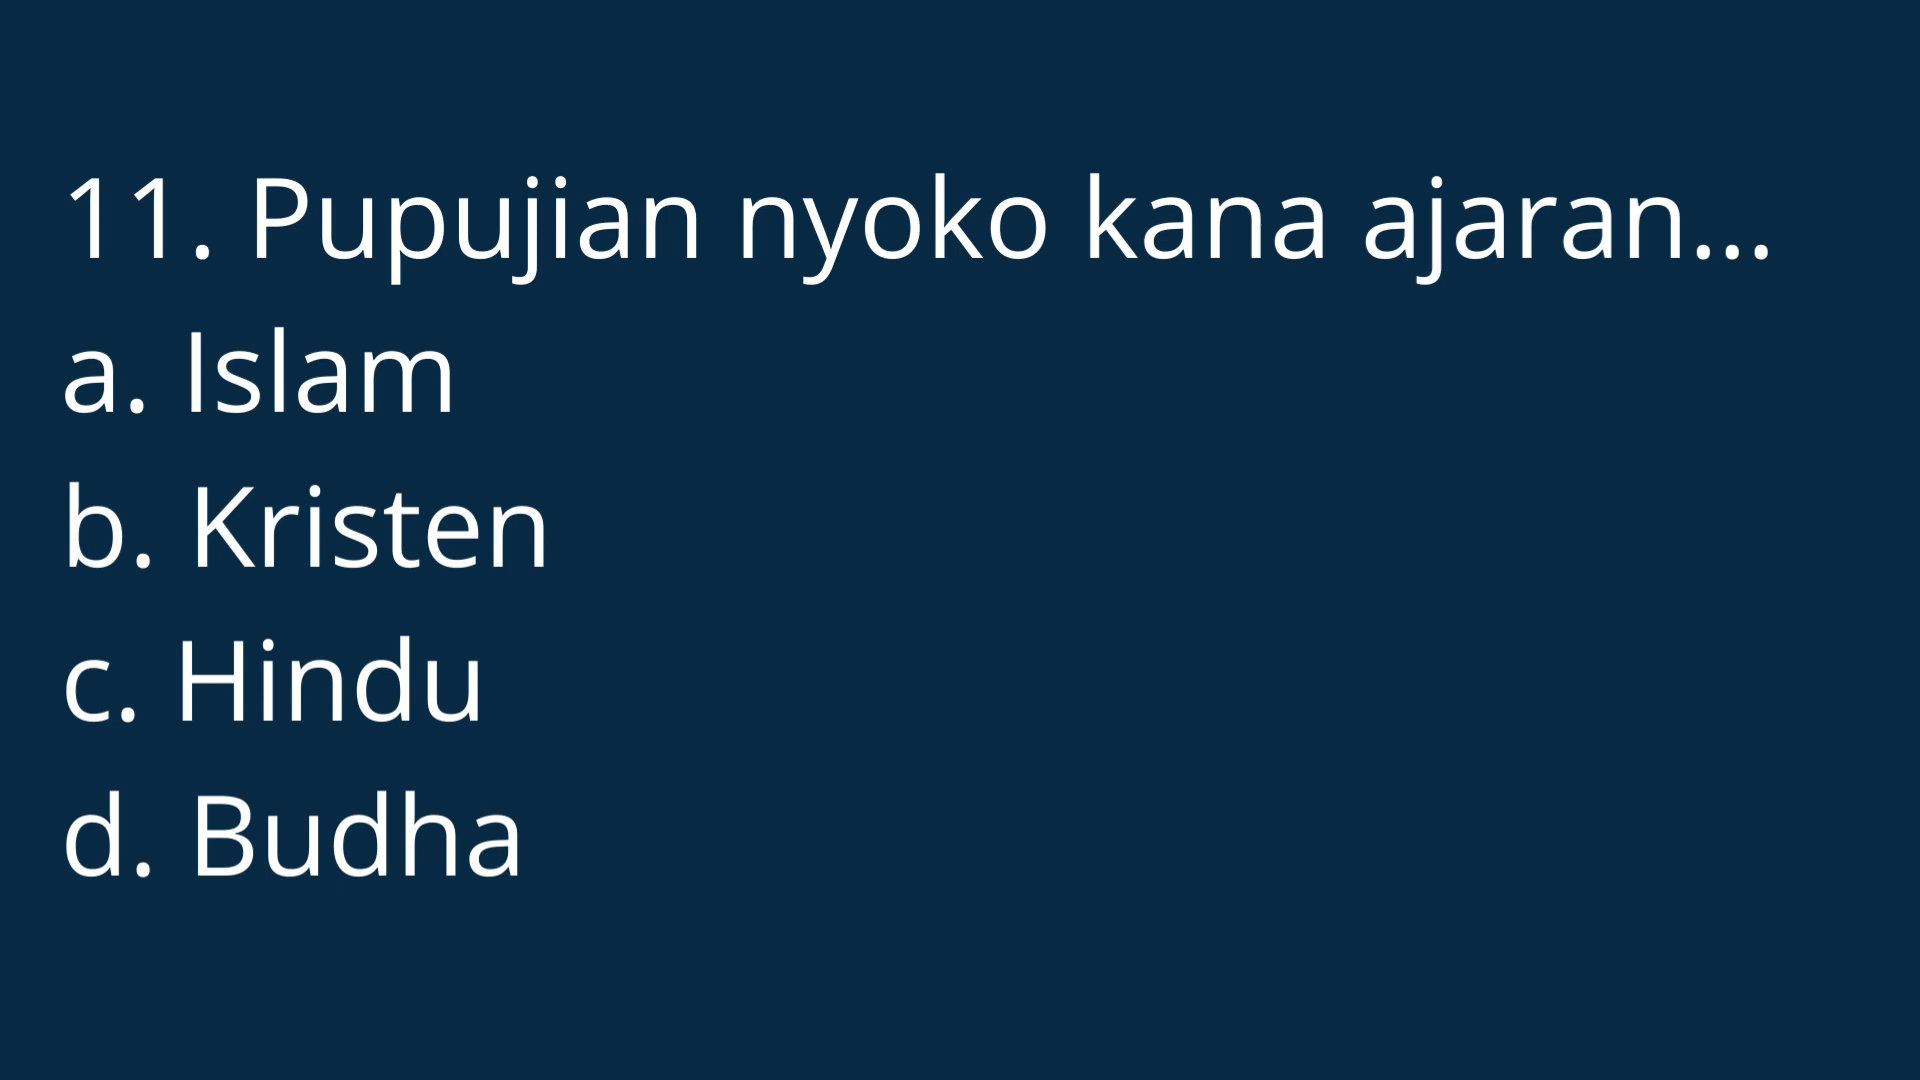 11. Pupujian nyoko kana ajaran...
a. Islam
b. Kristen
c. Hindu
d. Budha